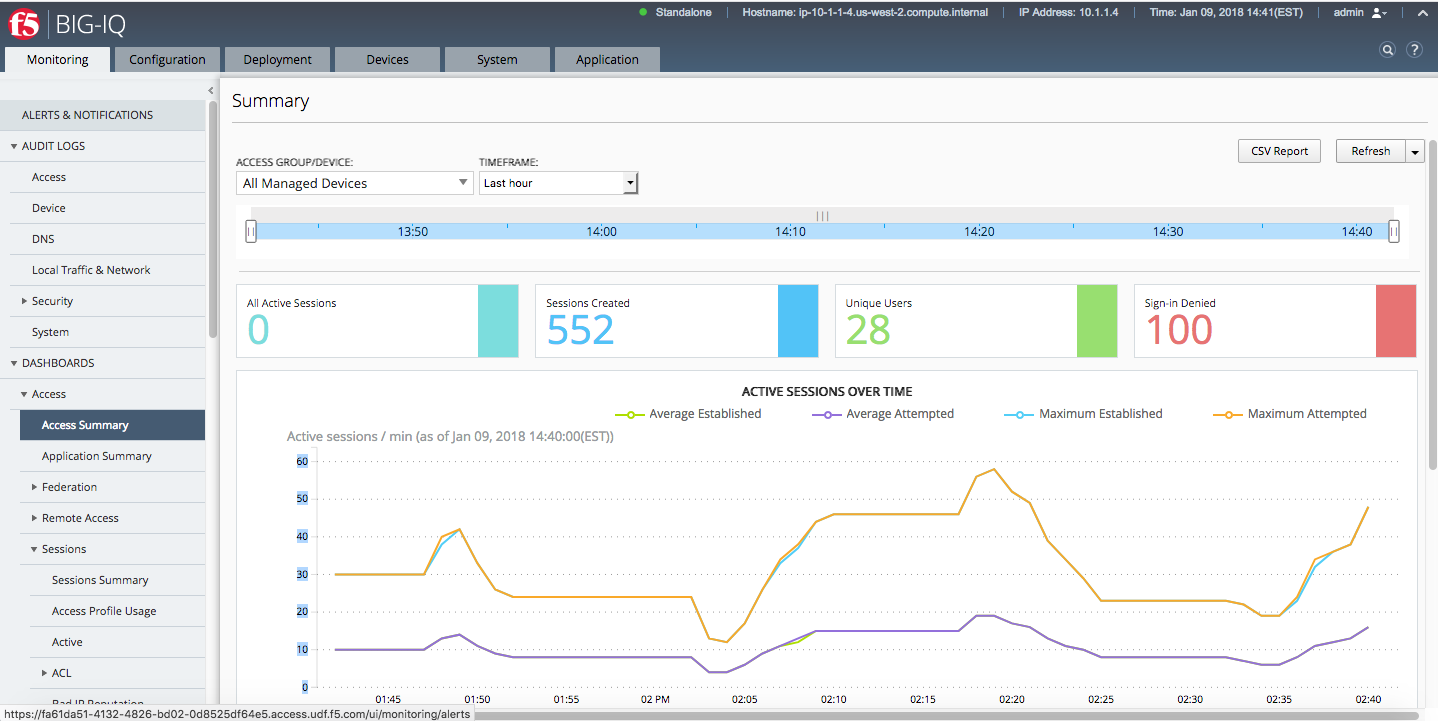 f5 BIG-IQ
Standalone Hostname: ip-10-1-1-4.us-west-2.compute.internal IP Address: 10.1.1.4 Time: Jan 09, 2018 14:41(EST) admin
Monitoring Configuration Deployment Devices System Application
ALERTS & NOTIFICATIONS
AUDIT LOGS
Access
Device
DNS
Local Traffic & Network
Security
System
DASHBOARDS
Access
Access Summary
Application Summary
Federation
Remote Access
Sessions
Sessions Summary
Access Profile Usage
Active
ACL
Bad IP Reputation
https://fa61da51-4132-4826-bd02-0d8525df64e5.access.udf.f5.com/ui/monitoring/alerts
Summary
CSV Report Refresh
ACCESS GROUP/DEVICE: TIMEFRAME:
All Managed Devices Last hour
13:50 14:00 14:10 14:20 14:30 14:40
All Active Sessions
0
Sessions Created
552
Unique Users
28
Sign-in Denied
100
ACTIVE SESSIONS OVER TIME
Average Established Average Attempted Maximum Established Maximum Attempted
Active sessions / min (as of Jan 09, 2018 14:40:00(EST))
60
50
40
30
20
10
0
01:45 01:50 01:55 02 PM 02:05 02:10 02:15 02:20 02:25 02:30 02:35 02:40